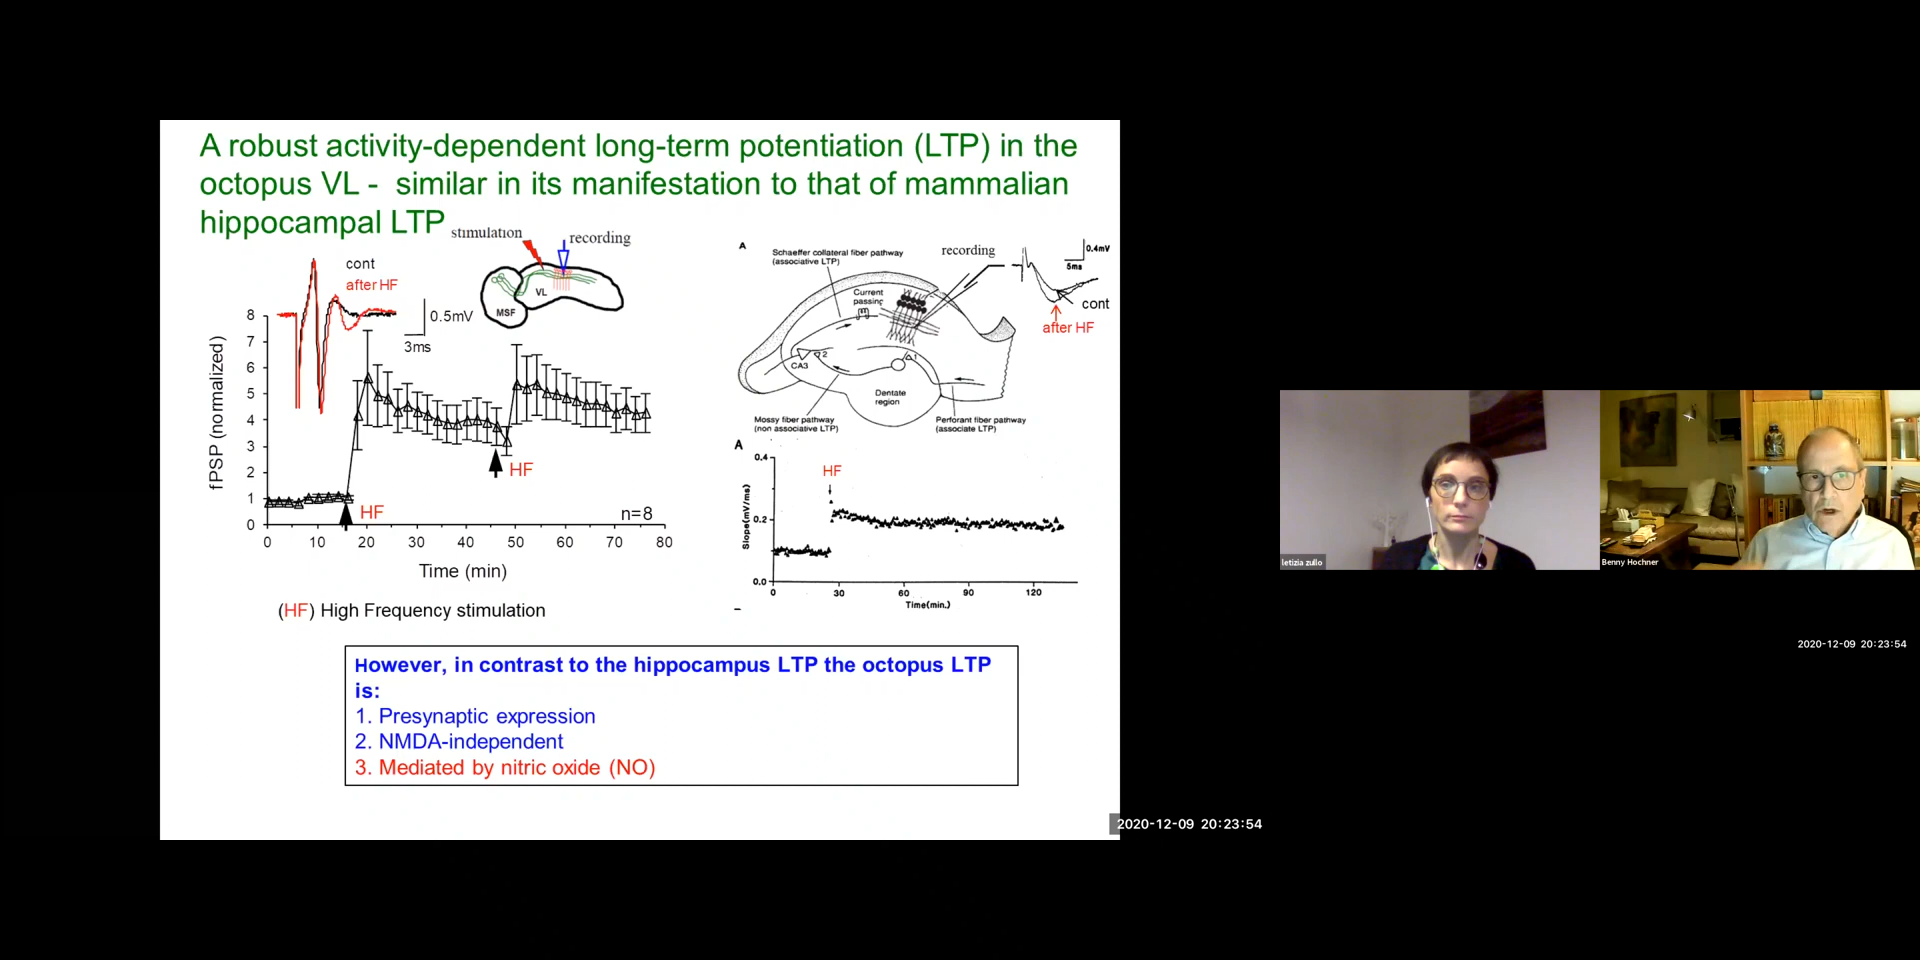 A robust activity-dependent long-term potentiation (LTP) in the
octopus VL - similar in its manifestation to that of mammalian
hippocampal LTP
stimulation
recording
cont
after HF
0.5mV
3ms
VL
MSF
fPSP (normalized)
8
7
6
5
4
3
2
1
0
HF
HF
n=8
0 10 20 30 40 50 60 70 80
Time (min)
(HF) High Frequency stimulation
A
Schaeffer collateral fiber pathway
(associative LTP)
recording
0.4mV
5ms
cont
after HF
Current
passing
CA3
2
1
Dentate
region
Mossy fiber pathway
(non associative LTP)
Perforant fiber pathway
(associate LTP)
A
0.4
0.2
0.0
Slope(mV/ms)
HF
0 30 60 90 120
Time(min.)
However, in contrast to the hippocampus LTP the octopus LTP
is:
1. Presynaptic expression
2. NMDA-independent
3. Mediated by nitric oxide (NO)
2020-12-09 20:23:54
letizia zullo
Benny Hochner
2020-12-09 20:23:54